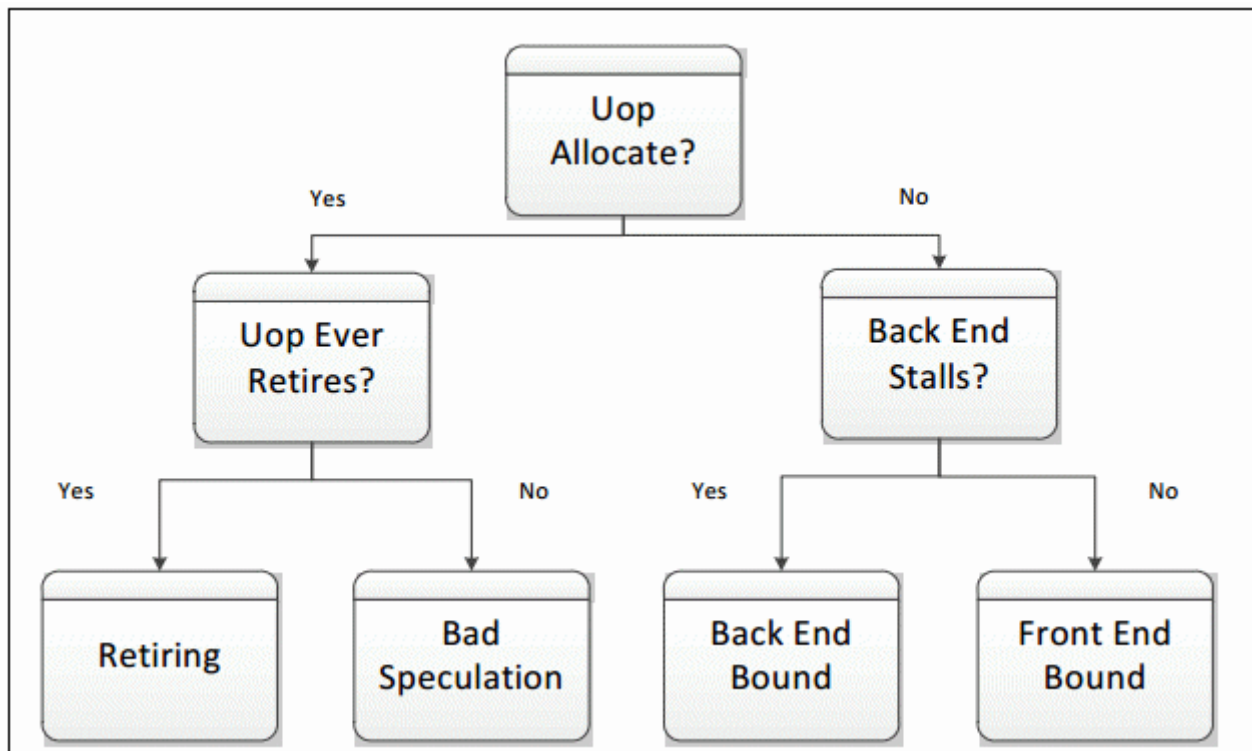 Uop
Allocate?
Yes
No
Uop Ever
Retires?
Back End
Stalls?
Yes
No
Yes
No
Retiring
Bad
Speculation
Back End
Bound
Front End
Bound